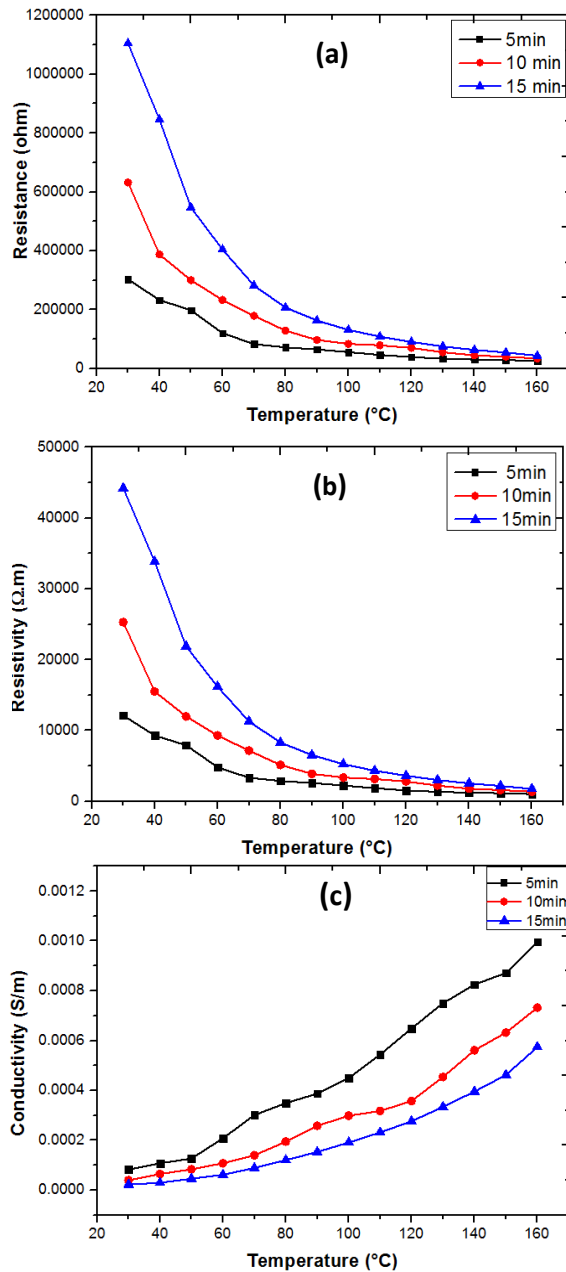 (a)
5min
10 min
15 min
1200000
1000000
800000
600000
400000
200000
0
Resistance (ohm)
20 40 60 80 100 120 140 160
Temperature (°C)
(b)
5min
10min
15min
50000
40000
30000
20000
10000
0
Resistivity (Ω.m)
20 40 60 80 100 120 140 160
Temperature (°C)
(c)
5min
10min
15min
0.0012
0.0010
0.0008
0.0006
0.0004
0.0002
0.0000
Conductivity (S/m)
20 40 60 80 100 120 140 160
Temperature (°C)